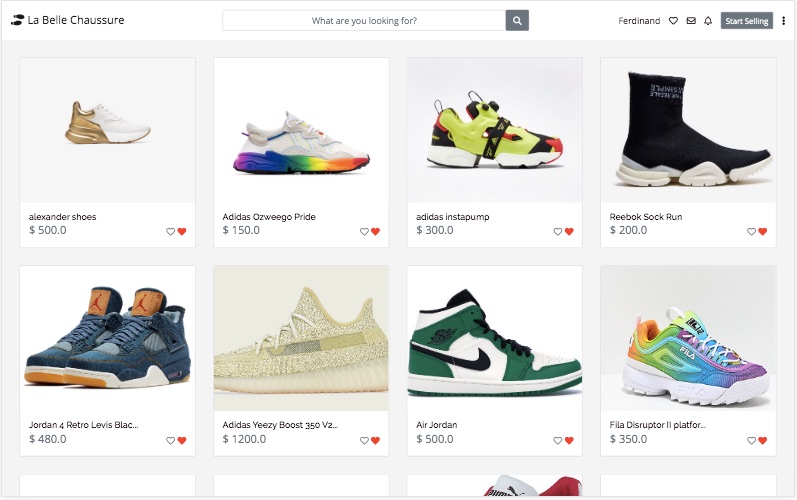 La Belle Chaussure
What are you looking for?
Ferdinand
Start Selling
alexander shoes
$ 500.0
Adidas Ozweego Pride
$ 150.0
adidas instapump
$ 300.0
Reebok Sock Run
$ 200.0
Jordan 4 Retro Levis Blac...
$ 480.0
Adidas Yeezy Boost 350 V2...
$ 1200.0
Air Jordan
$ 500.0
FILA
Fila Disruptor II platfor...
$ 350.0